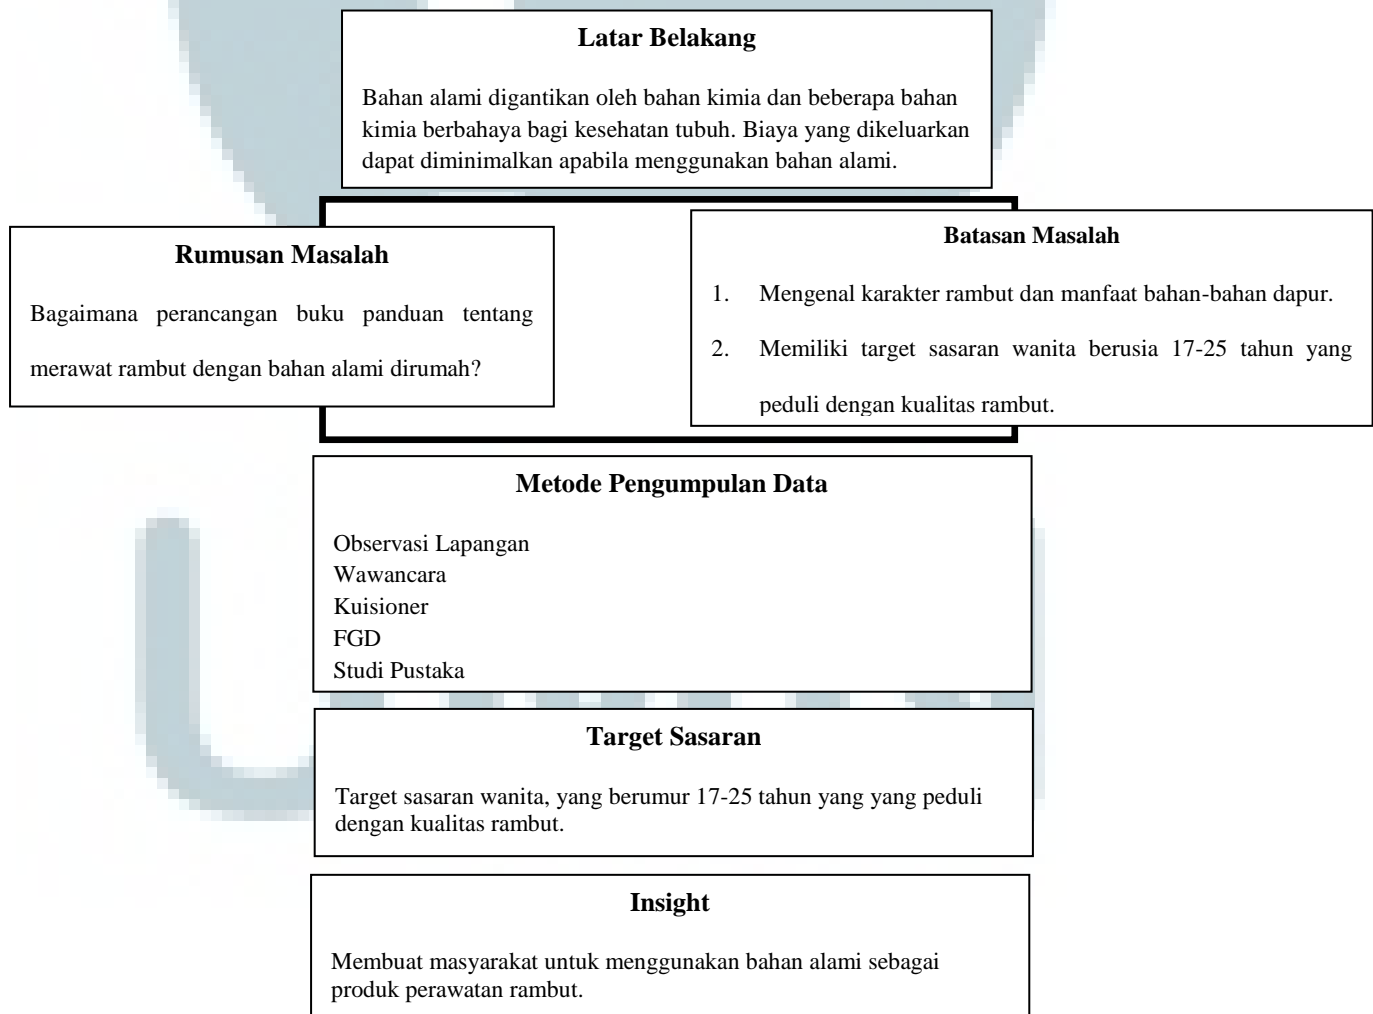 Latar Belakang
Bahan alami digantikan oleh bahan kimia dan beberapa bahan
kimia berbahaya bagi kesehatan tubuh. Biaya yang dikeluarkan
dapat diminimalkan apabila menggunakan bahan alami.
Rumusan Masalah
Bagaimana perancangan buku panduan tentang
merawat rambut dengan bahan alami dirumah?
Batasan Masalah
1. Mengenal karakter rambut dan manfaat bahan-bahan dapur.
2. Memiliki target sasaran wanita berusia 17-25 tahun yang
peduli dengan kualitas rambut.
Metode Pengumpulan Data
Observasi Lapangan
Wawancara
Kuisioner
FGD
Studi Pustaka
Target Sasaran
Target sasaran wanita, yang berumur 17-25 tahun yang yang peduli
dengan kualitas rambut.
Insight
Membuat masyarakat untuk menggunakan bahan alami sebagai
produk perawatan rambut.